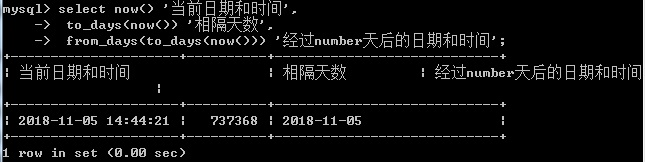 mysql> select now() '当前日期和时间',
    -> to_days(now()) '相隔天数',
    -> from_days(to_days(now())) '经过number天后的日期和时间';
+---------------------+----------+----------------------------+
| 当前日期和时间 | 相隔天数 | 经过number天后的日期和时间
|
+---------------------+----------+----------------------------+
| 2018-11-05 14:44:21 | 737368 | 2018-11-05 |
+---------------------+----------+----------------------------+
1 row in set (0.00 sec)